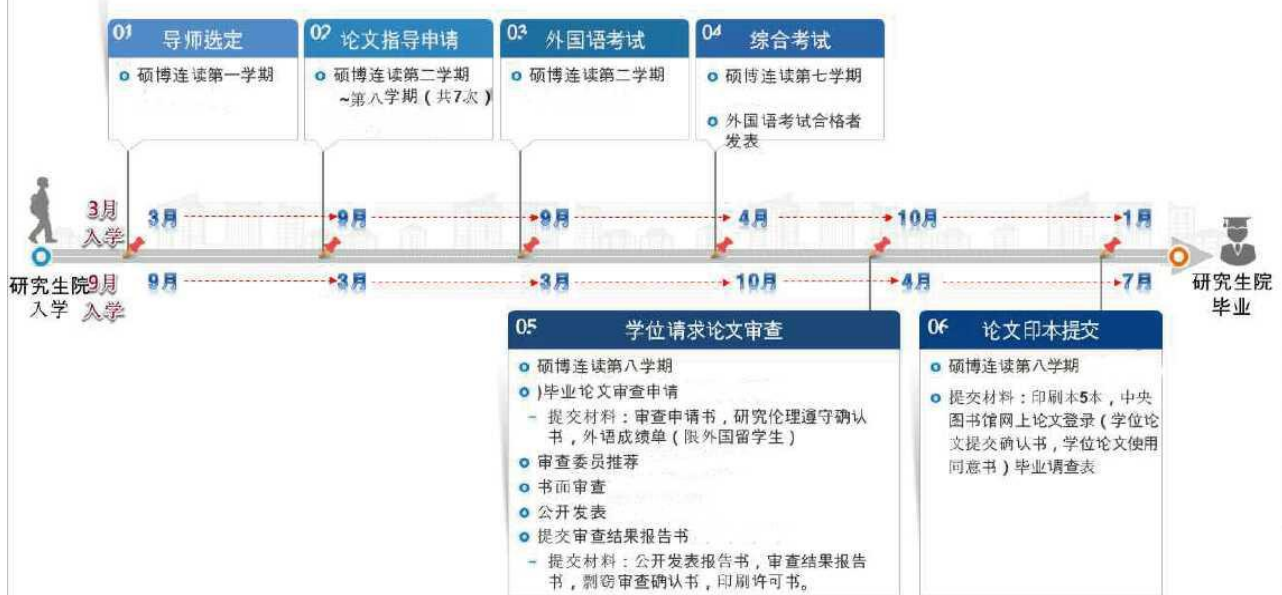 01 导师选定
硕博连读第一学期
02 论文指导申请
硕博连读第二学期
~第八学期（共7次）
03 外国语考试
硕博连读第二学期
04 综合考试
硕博连读第七学期
外国语考试合格者
发表
3月
入学
3月 9月 9月 4月 10月 1月
研究生院
入学
9月
入学
9月 3月 3月 10月 4月 7月
研究生院
毕业
05 学位请求论文审查
硕博连读第八学期
)毕业论文审查申请
- 提交材料：审查申请书，研究伦理遵守确认
书，外语成绩单（限外国留学生）
审查委员推荐
书面审查
公开发表
提交审查结果报告书
- 提交材料：公开发表报告书，审查结果报告
书，剽窃审查确认书，印刷许可书。
06 论文印本提交
硕博连读第八学期
提交材料：印刷本5本，中央
图书馆网上论文登录（学位论
文提交确认书，学位论文使用
同意书）毕业调查表